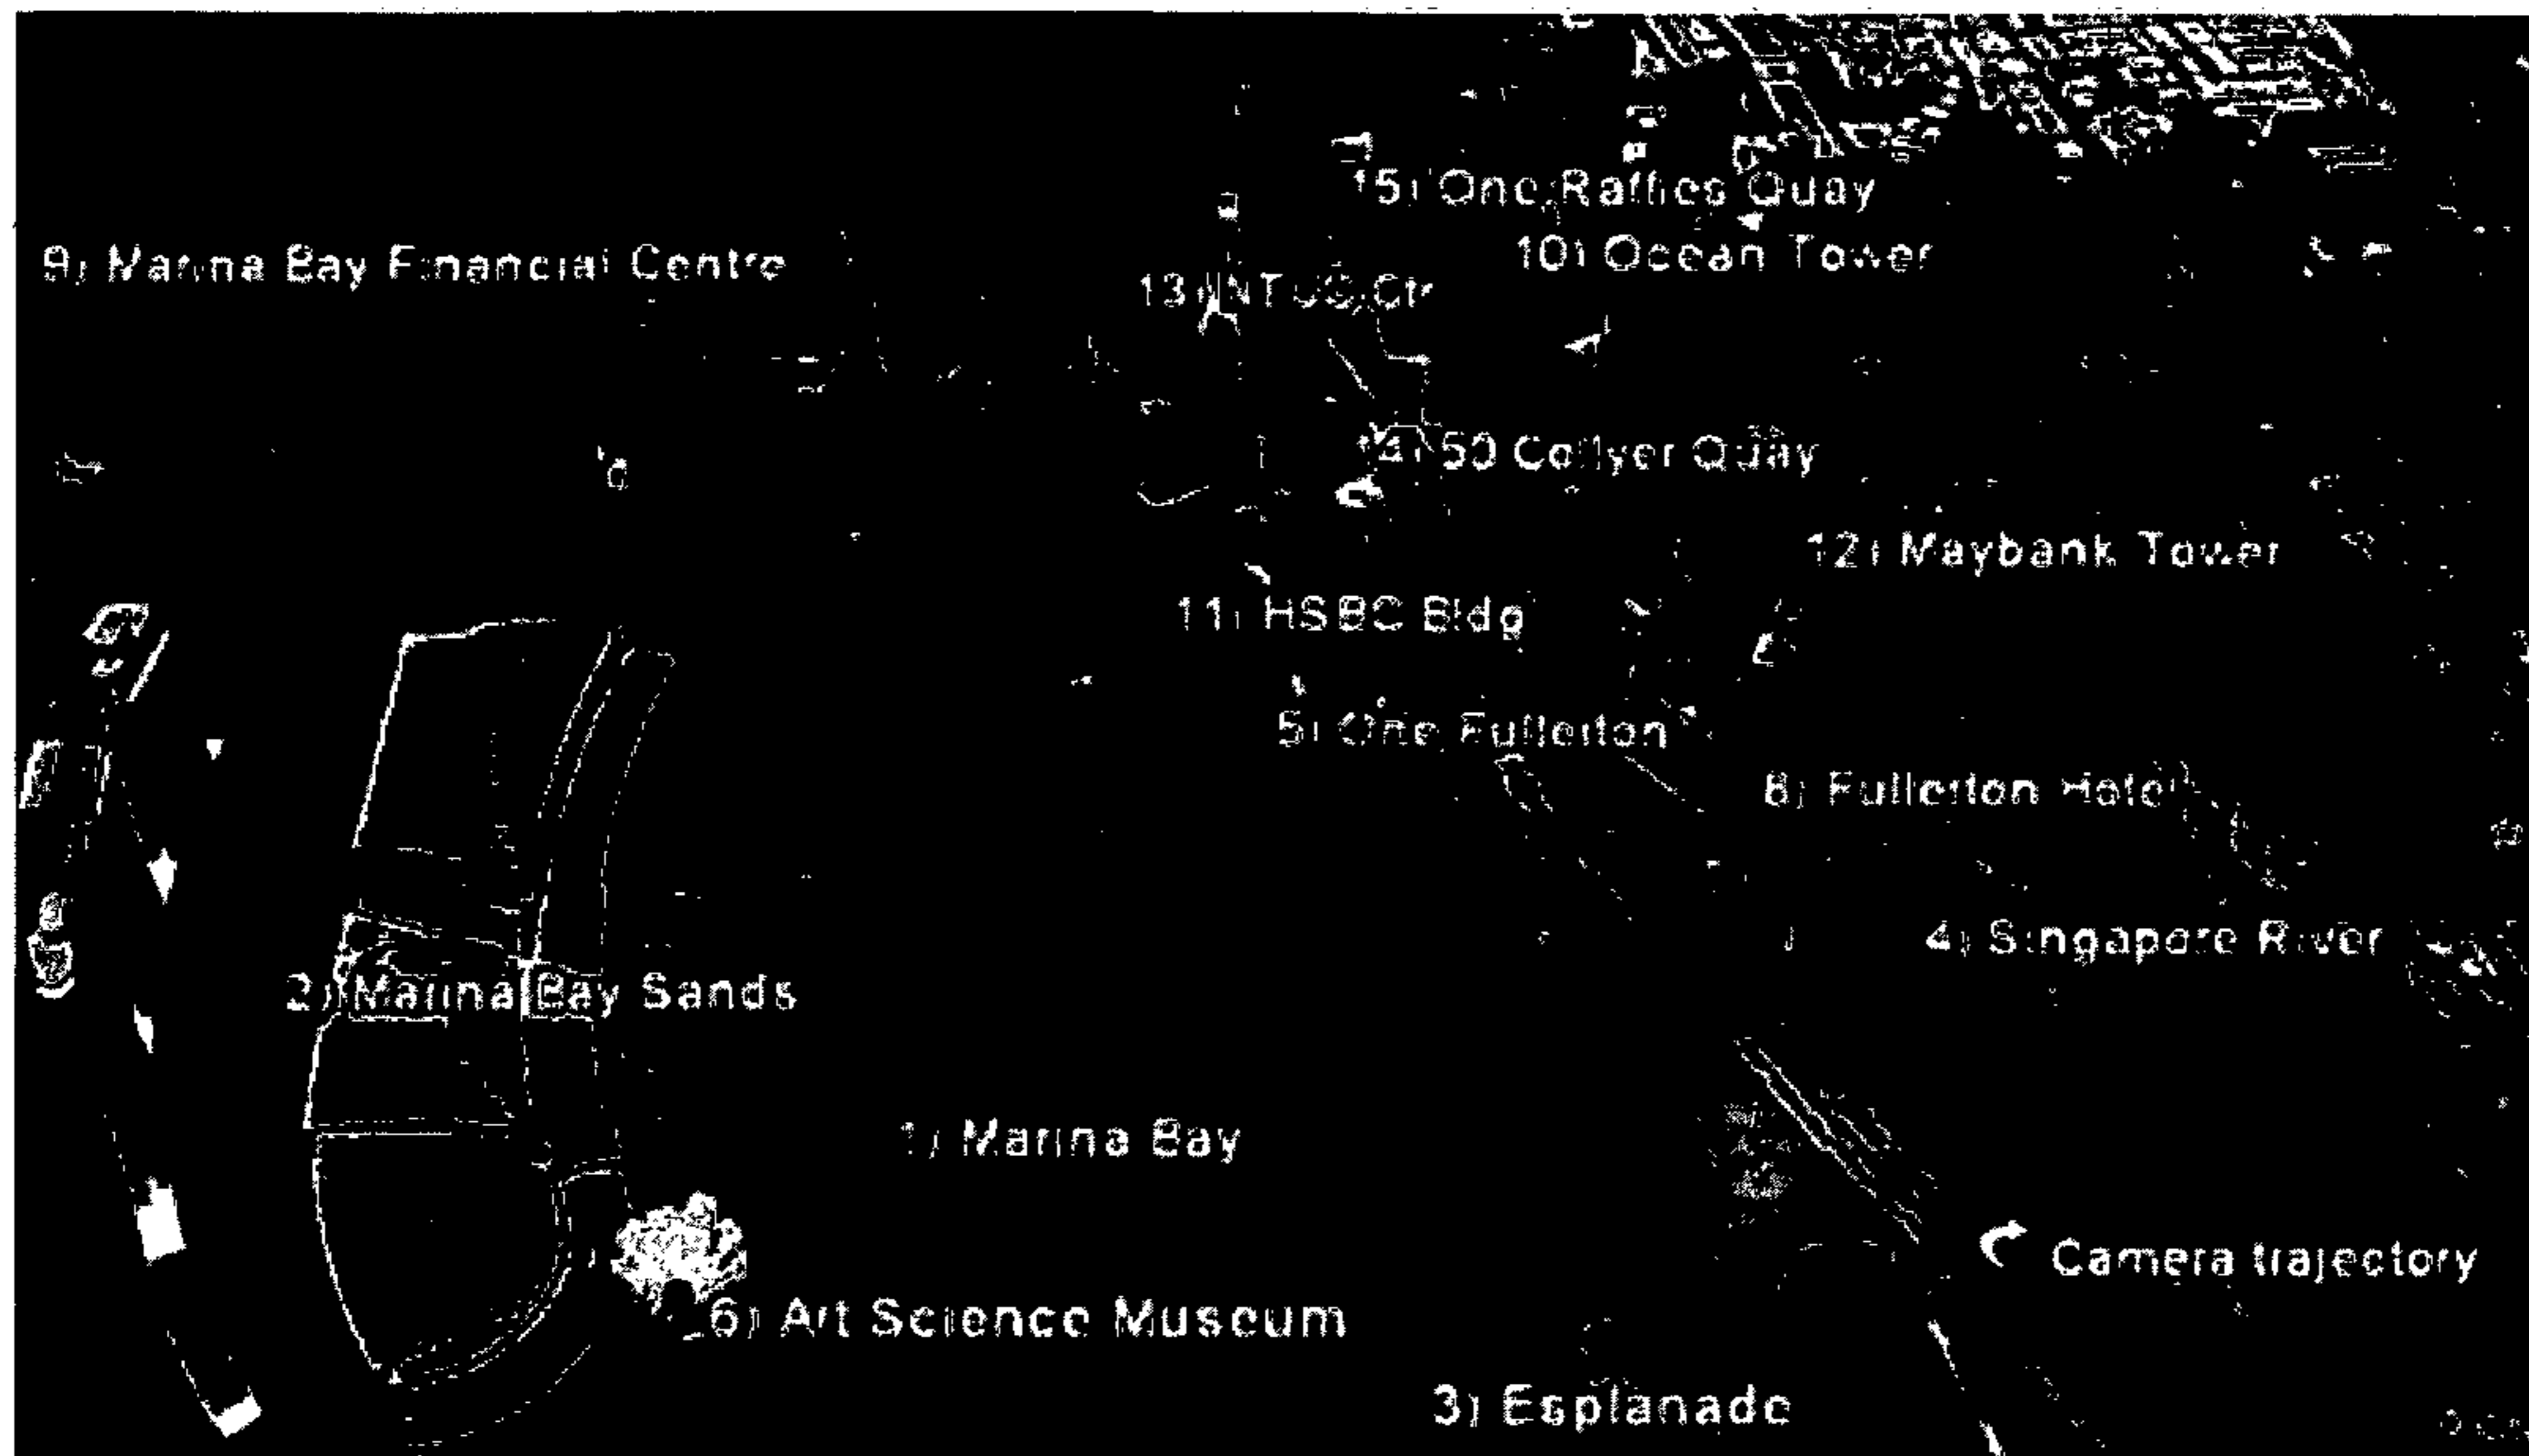 15) One Raffles Quay
9) Marina Bay Financial Centre
10) Ocean Tower
13) NTUC Ctr
14) 50 Collyer Quay
12) Maybank Tower
11) HSBC Bldg
5) One Fullerton
8) Fullerton Hotel
4) Singapore River
2) Marina Bay Sands
1) Marina Bay
Camera trajectory
6) Art Science Museum
3) Esplanade